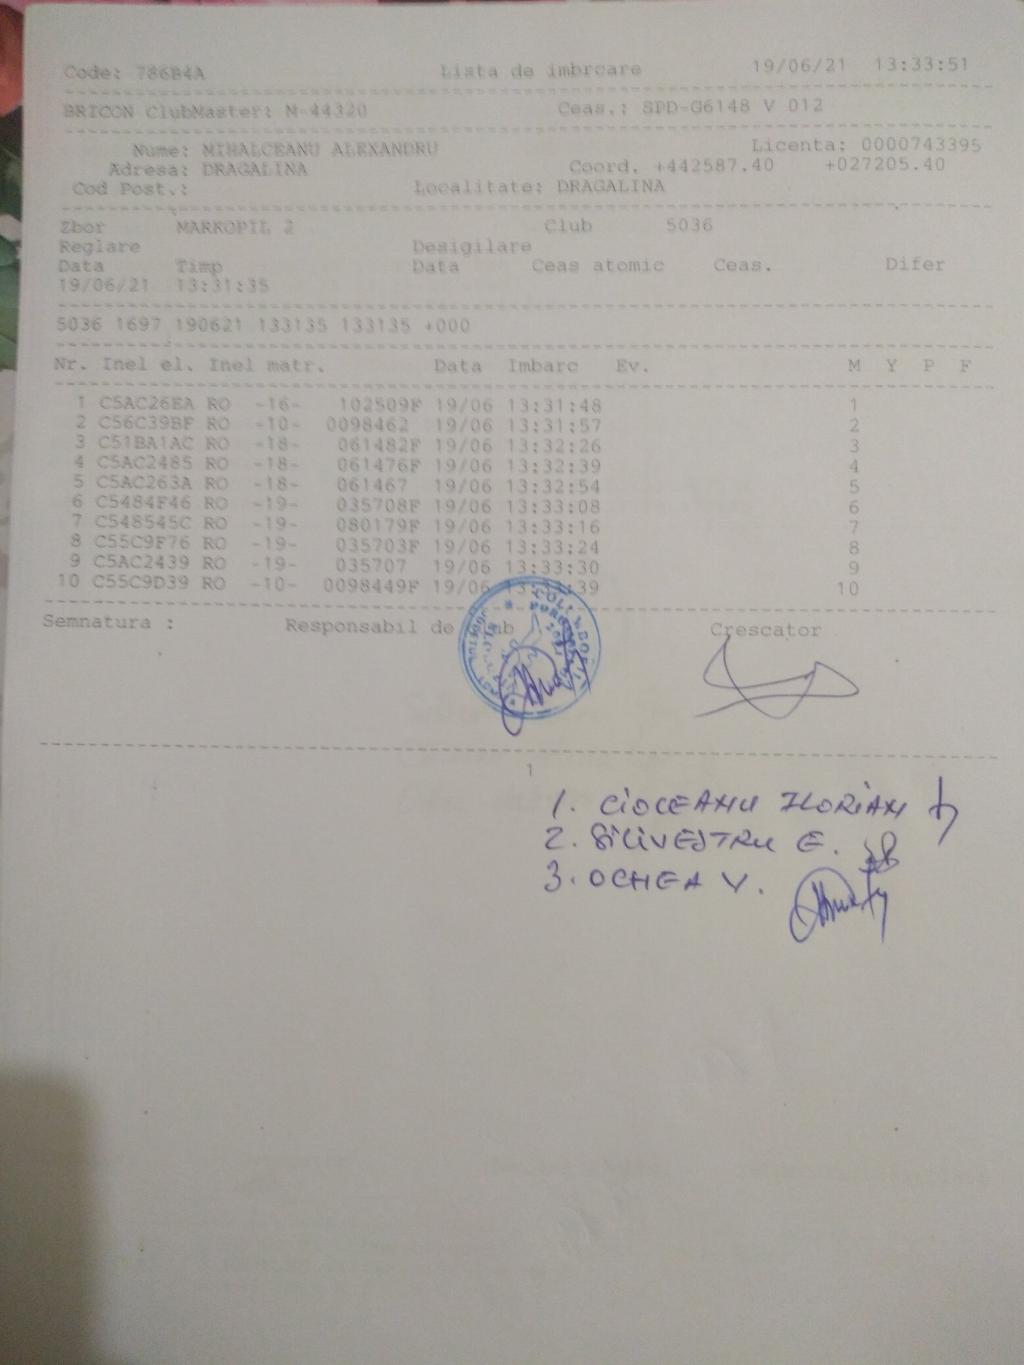 Code: 786B4A Lista de imbrcare 19/06/21 13:33:51
BRICON ClubMaster: M-44320 Ceas.: SPD-G6148 V 012
Nume: MIHALCEANU ALEXANDRU Licenta: 0000743395
Adresa: DRAGALINA Coord. +442587.40 +027205.40
Cod Post.: Localitate: DRAGALINA
Zbor MARKOPIL 2 Club 5036
Reglare Desigilare
Data Timp Data Ceas atomic Ceas. Difer
19/06/21 13:31:35
5036 1697 190621 133135 133135 +000
Nr. Inel el. Inel matr. Data Imbarc Ev. M Y P F
1 C5AC26EA RO -16- 102509F 19/06 13:31:48 1
2 C56C39BF RO -10- 0098462 19/06 13:31:57 2
3 C51BA1AC RO -18- 061482F 19/06 13:32:26 3
4 C5AC2485 RO -18- 061476F 19/06 13:32:39 4
5 C5AC263A RO -18- 061467 19/06 13:32:54 5
6 C5484F46 RO -19- 035708F 19/06 13:33:08 6
7 C548545C RO -19- 080179F 19/06 13:33:16 7
8 C55C9F76 RO -19- 035703F 19/06 13:33:24 8
9 C5AC2439 RO -19- 035707 19/06 13:33:30 9
10 C55C9D39 RO -10- 0098449F 19/06 13:33:39 10
Semnatura : Responsabil de Crescator
1
1. CIOCEANU FLORIAN
2. SILIVESTRU E.
3. OCHEA V.